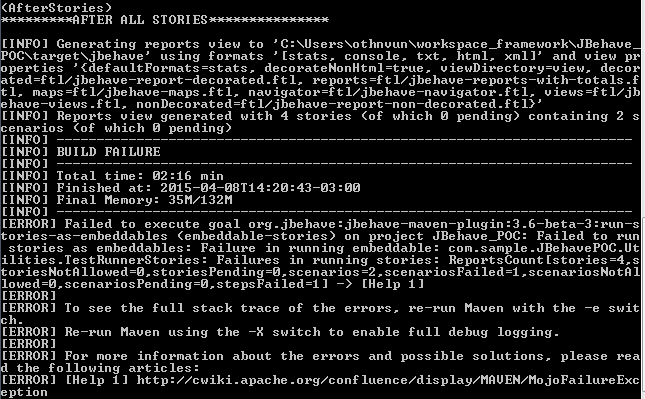 (AfterStories)
*********AFTER ALL STORIES***************
[INFO] Generating reports view to 'C:\Users\othnvun\workspace_framework\JBehave_
POC\target\jbehave' using formats '[stats, console, txt, html, xml]' and view pr
operties '{defaultFormats=stats, decorateNonHtml=true, viewDirectory=view, decor
ated=ftl/jbehave-report-decorated.ftl, reports=ftl/jbehave-reports-with-totals.f
tl, maps=ftl/jbehave-maps.ftl, navigator=ftl/jbehave-navigator.ftl, views=ftl/jb
ehave-views.ftl, nonDecorated=ftl/jbehave-report-non-decorated.ftl}'
[INFO] Reports view generated with 4 stories (of which 0 pending) containing 2 s
cenarios (of which 0 pending)
[INFO] ------------------------------------------------------------------------
[INFO] BUILD FAILURE
[INFO] ------------------------------------------------------------------------
[INFO] Total time: 02:16 min
[INFO] Finished at: 2015-04-08T14:20:43-03:00
[INFO] Final Memory: 35M/132M
[INFO] ------------------------------------------------------------------------
[ERROR] Failed to execute goal org.jbehave:jbehave-maven-plugin:3.6-beta-3:run-s
tories-as-embeddables (embeddable-stories) on project JBehave_POC: Failed to run
 stories as embeddables: Failure in running embeddable: com.sample.JBehavePOC.Ut
ilities.TestRunnerStories: Failures in running stories: ReportsCount[stories=4,s
toriesNotAllowed=0,storiesPending=0,scenarios=2,scenariosFailed=1,scenariosNotAl
lowed=0,scenariosPending=0,stepsFailed=1] -> [Help 1]
[ERROR]
[ERROR] To see the full stack trace of the errors, re-run Maven with the -e swit
ch.
[ERROR] Re-run Maven using the -X switch to enable full debug logging.
[ERROR]
[ERROR] For more information about the errors and possible solutions, please rea
d the following articles:
[ERROR] [Help 1] http://cwiki.apache.org/confluence/display/MAVEN/MojoFailureExc
eption